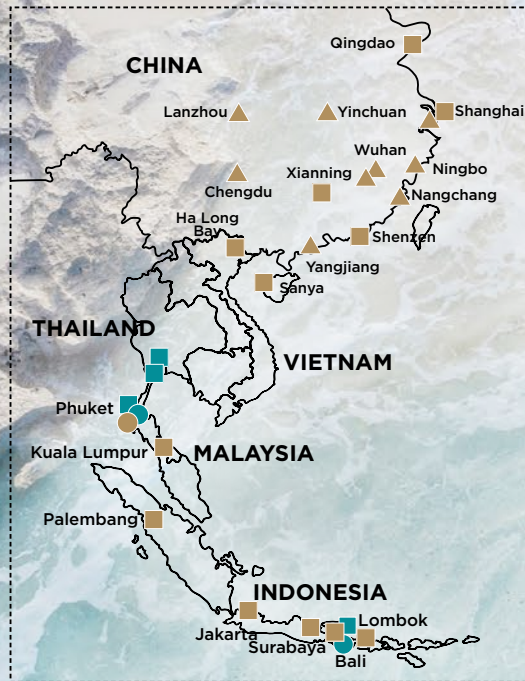 Qingdao
CHINA
Lanzhou
Yinchuan
Shanghai
Wuhan
Xianning
Ningbo
Chengdu
Nangchang
Ha Long
Bay
Shenzen
Yangjiang
Sanya
THAILAND
VIETNAM
Phuket
Kuala Lumpur
MALAYSIA
Palembang
INDONESIA
Lombok
Jakarta
Surabaya
Bali